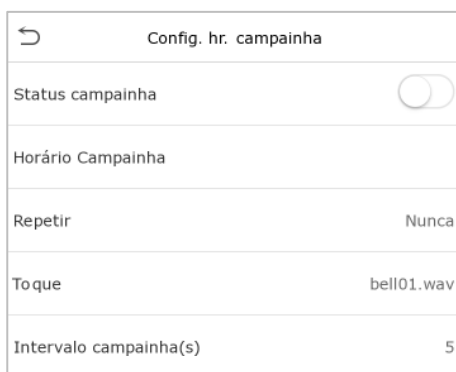 Config. hr. campainha
Status campainha
Horário Campainha
Repetir Nunca
Toque bell01.wav
Intervalo campainha(s) 5